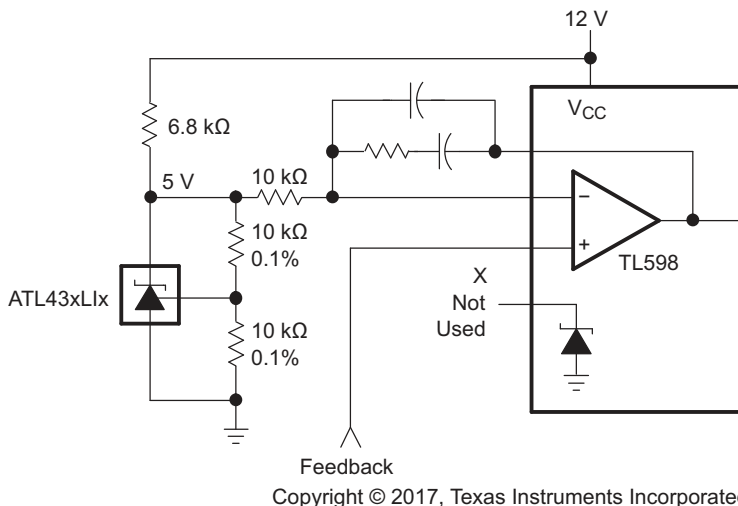 12 V
V_CC
6.8 kΩ
5 V
10 kΩ
10 kΩ
0.1%
−
+
TL598
ATL43xLIx
X
Not
Used
10 kΩ
0.1%
Feedback
Copyright © 2017, Texas Instruments Incorporated